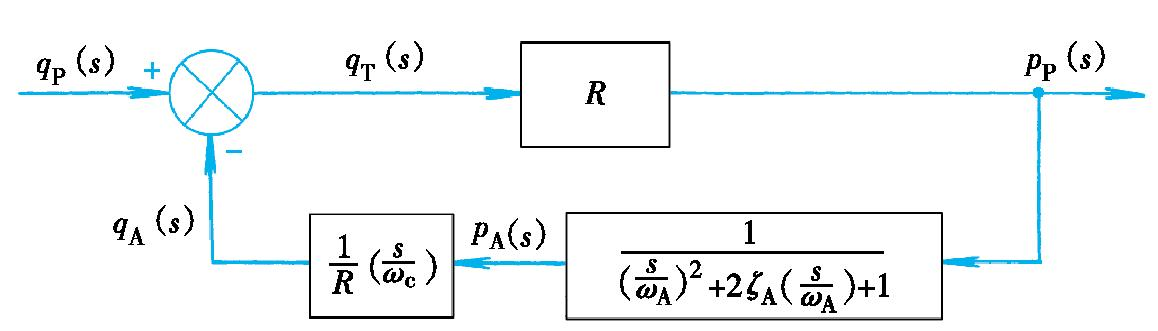 q_P (s) + q_T (s) R p_P (s)
−
q_A (s) 1/R (s/ω_c) p_A(s) 1/((s/ω_A)^2+2ζ_A(s/ω_A)+1)